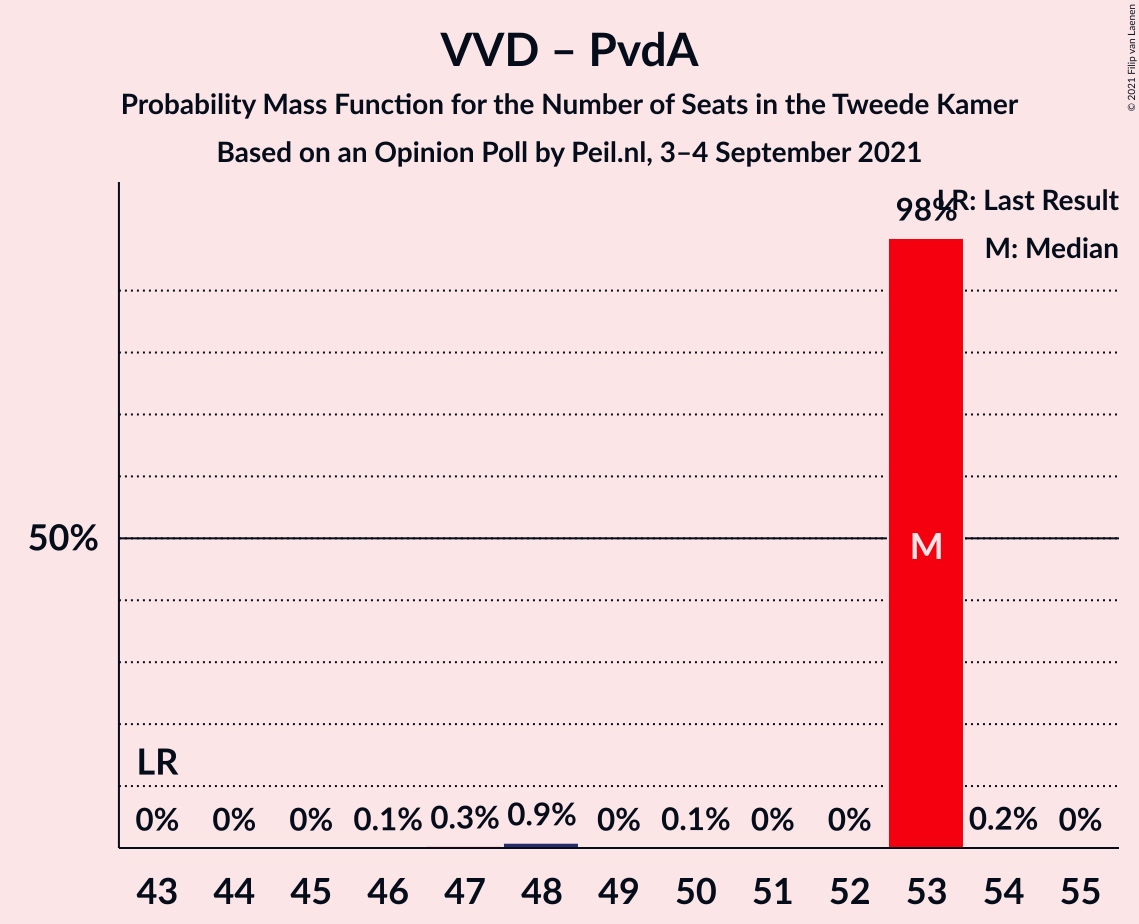 VVD – PvdA
Probability Mass Function for the Number of Seats in the Tweede Kamer
Based on an Opinion Poll by Peil.nl, 3–4 September 2021
© 2021 Filip van Laenen
LR: Last Result
M: Median
98%
50%
M
LR
0% 0% 0% 0.1% 0.3% 0.9% 0% 0.1% 0% 0% 0.2% 0%
43 44 45 46 47 48 49 50 51 52 53 54 55